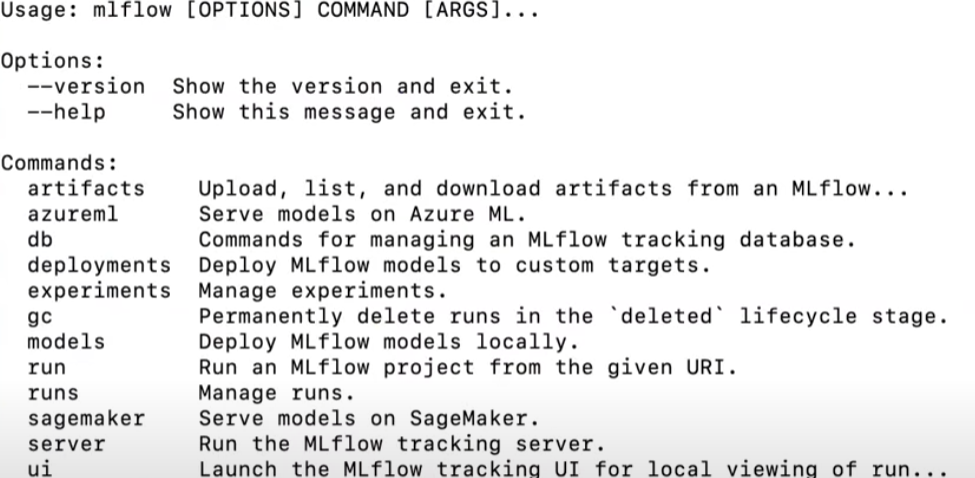 Usage: mlflow [OPTIONS] COMMAND [ARGS]...

Options:
  --version  Show the version and exit.
  --help     Show this message and exit.

Commands:
  artifacts    Upload, list, and download artifacts from an MLflow...
  azureml      Serve models on Azure ML.
  db           Commands for managing an MLflow tracking database.
  deployments  Deploy MLflow models to custom targets.
  experiments  Manage experiments.
  gc           Permanently delete runs in the `deleted` lifecycle stage.
  models       Deploy MLflow models locally.
  run          Run an MLflow project from the given URI.
  runs         Manage runs.
  sagemaker    Serve models on SageMaker.
  server       Run the MLflow tracking server.
  ui           Launch the MLflow tracking UI for local viewing of run...